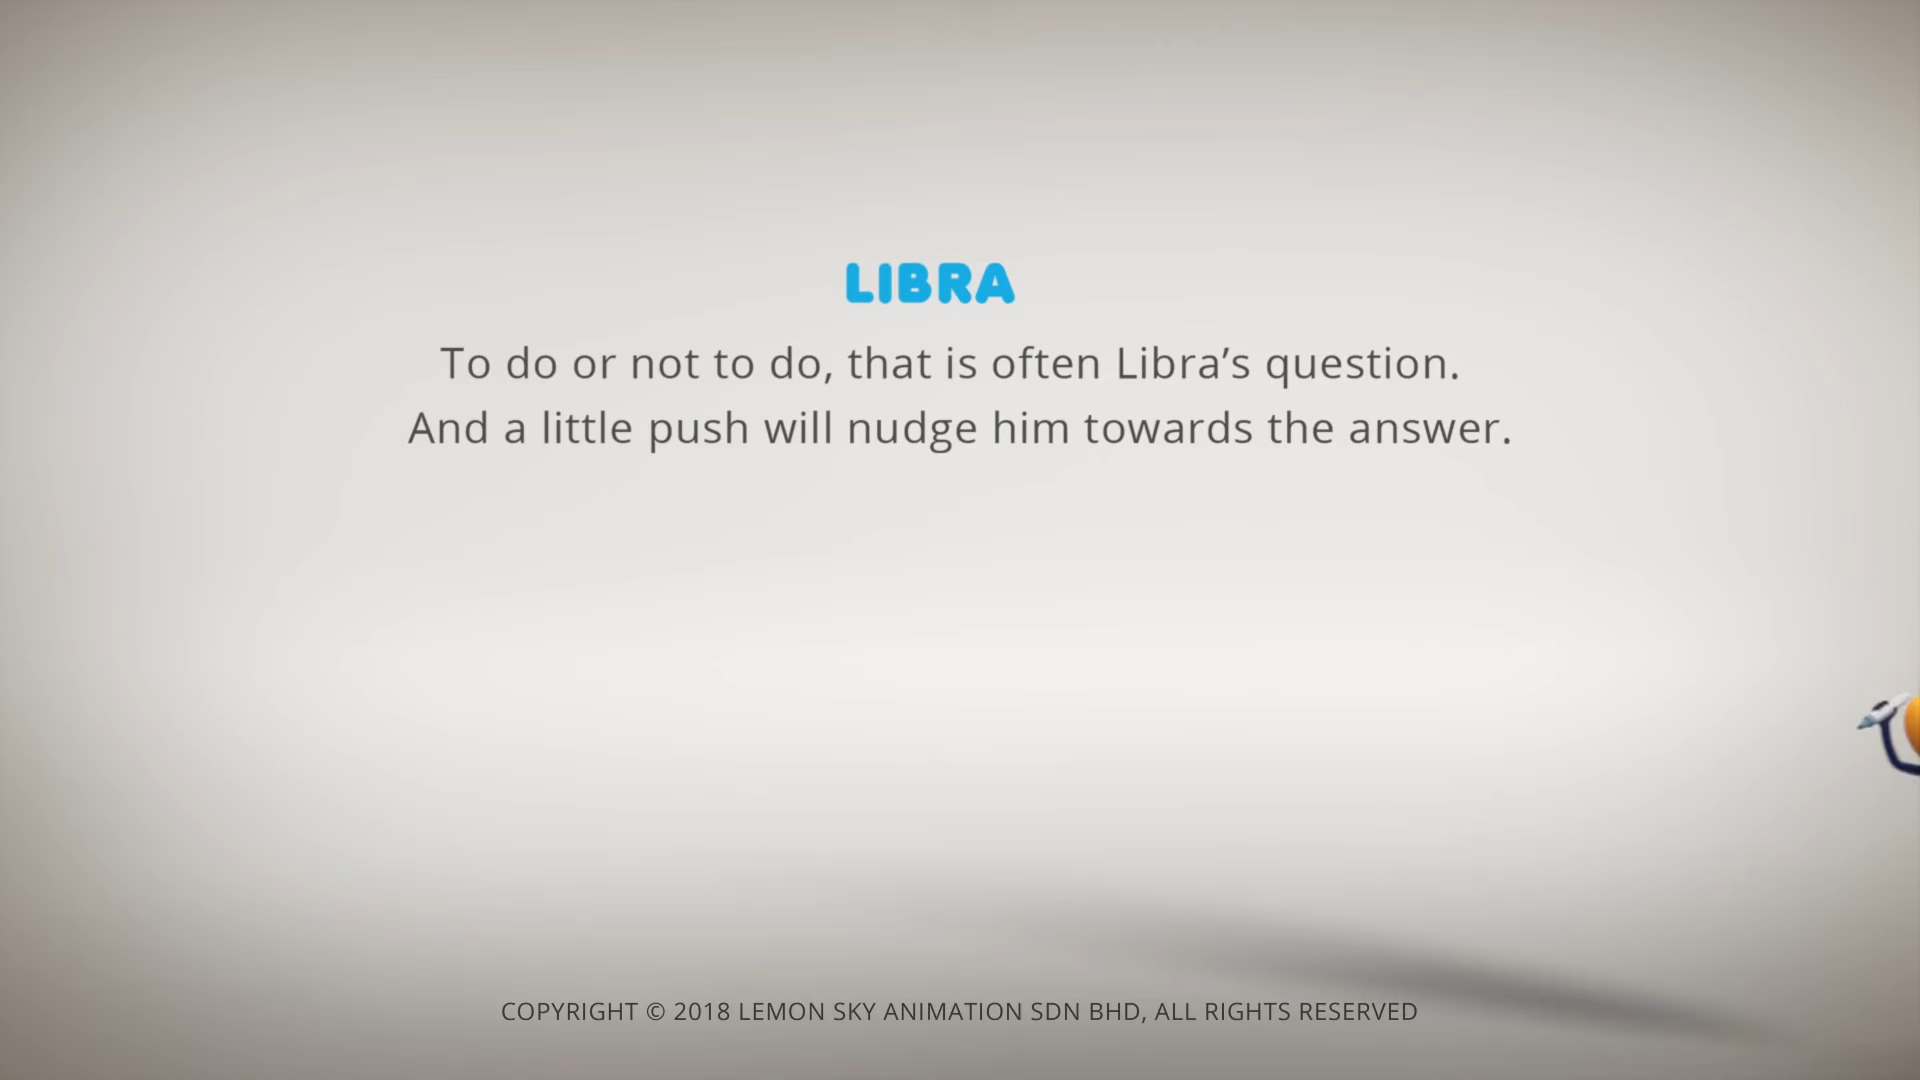 LIBRA
To do or not to do, that is often Libra’s question.
And a little push will nudge him towards the answer.
COPYRIGHT © 2018 LEMON SKY ANIMATION SDN BHD, ALL RIGHTS RESERVED